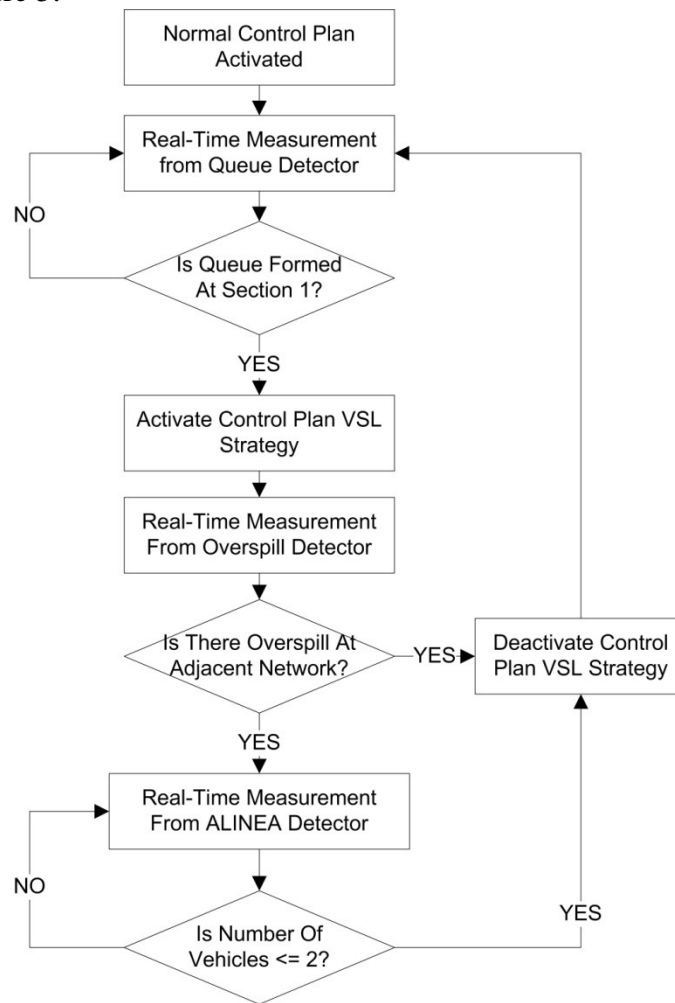 Normal Control Plan
Activated
Real-Time Measurement
from Queue Detector
NO
Is Queue Formed
At Section 1?
YES
Activate Control Plan VSL
Strategy
Real-Time Measurement
From Overspill Detector
Is There Overspill At
Adjacent Network?
YES
Deactivate Control
Plan VSL Strategy
YES
Real-Time Measurement
From ALINEA Detector
NO
YES
Is Number Of
Vehicles <= 2?